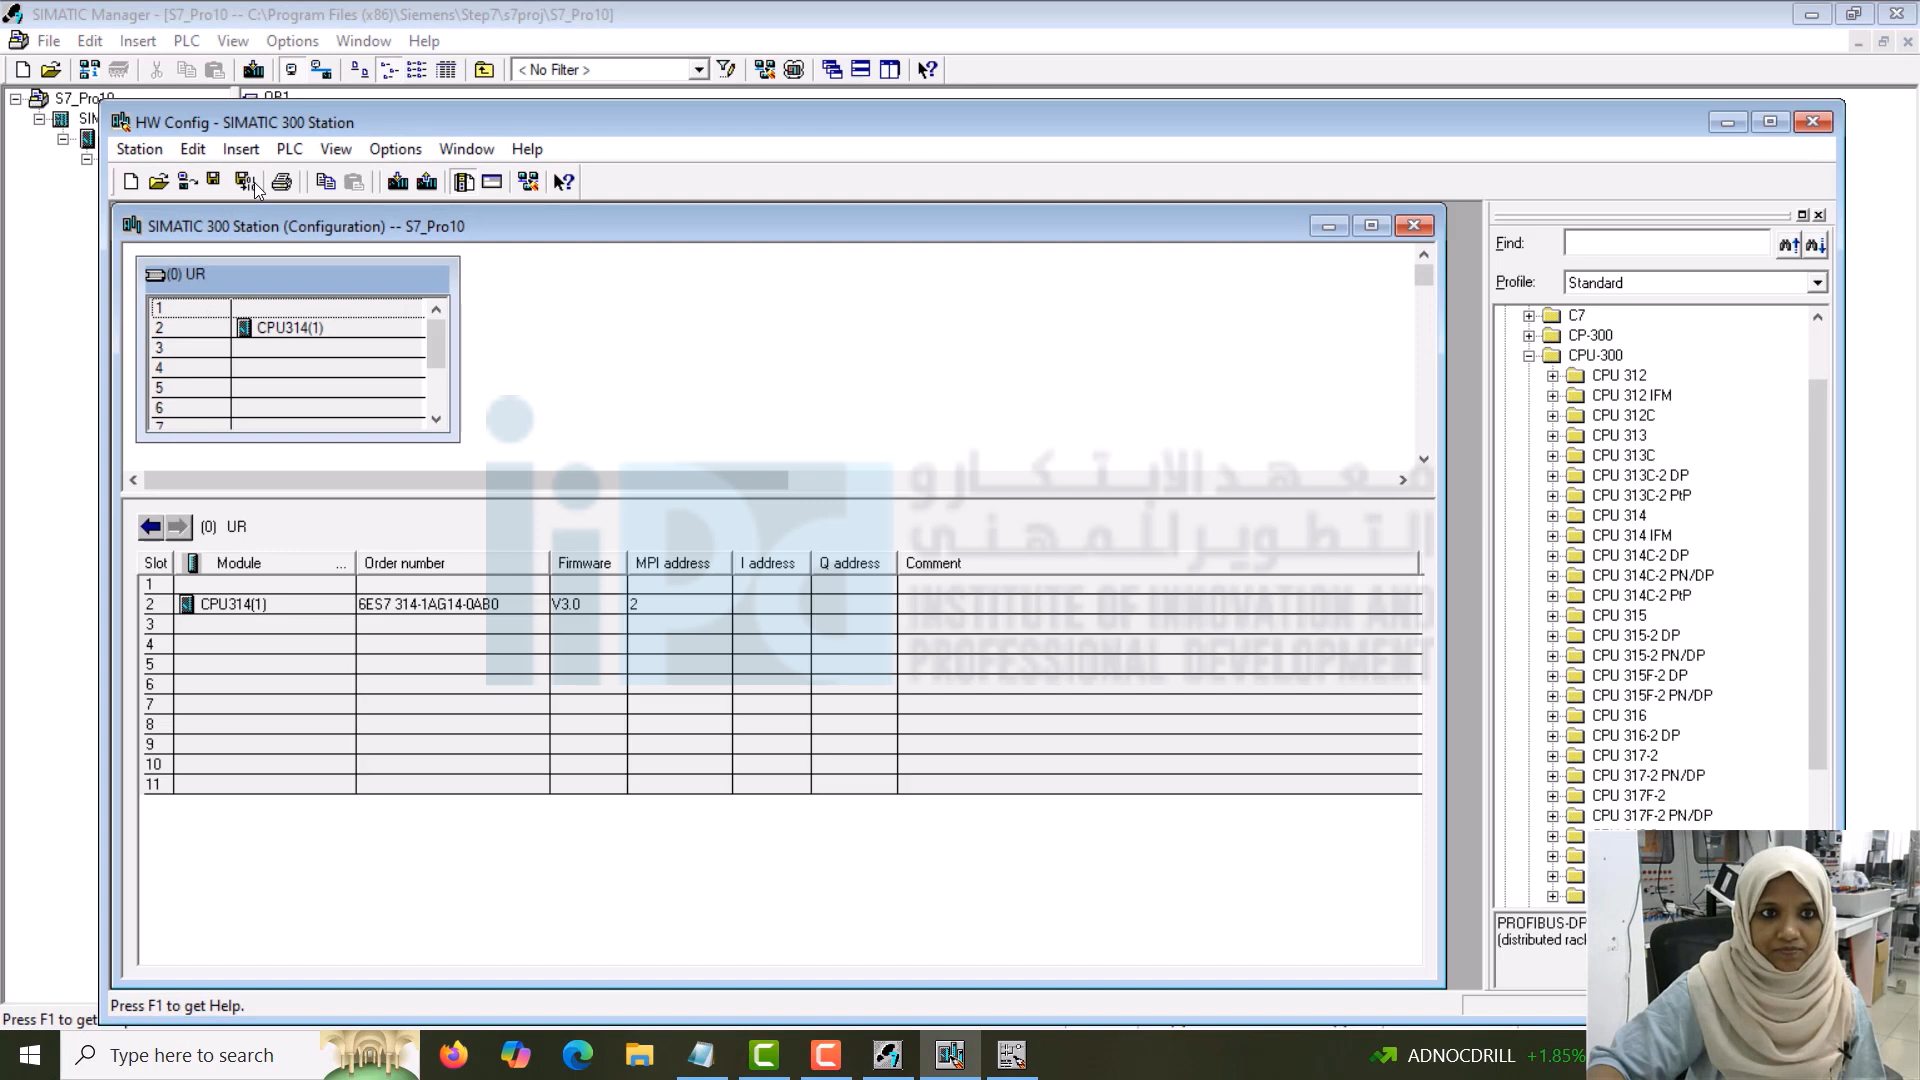 SIMATIC Manager - [S7_Pro10 -- C:\Program Files (x86)\Siemens\Step7\s7proj\S7_Pro10]
File Edit Insert PLC View Options Window Help
< No Filter >
S7_Pro10
OB1
HW Config - SIMATIC 300 Station
Station Edit Insert PLC View Options Window Help
SIMATIC 300 Station (Configuration) -- S7_Pro10
(0) UR
1
2 CPU314(1)
3
4
5
6
7
(0) UR
Slot Module ... Order number Firmware MPI address I address Q address Comment
1
2 CPU314(1) 6ES7 314-1AG14-0AB0 V3.0 2
3
4
5
6
7
8
9
10
11
Press F1 to get Help.
Press F1 to get
Find:
Profile: Standard
C7
CP-300
CPU-300
CPU 312
CPU 312 IFM
CPU 312C
CPU 313
CPU 313C
CPU 313C-2 DP
CPU 313C-2 PtP
CPU 314
CPU 314 IFM
CPU 314C-2 DP
CPU 314C-2 PN/DP
CPU 314C-2 PtP
CPU 315
CPU 315-2 DP
CPU 315-2 PN/DP
CPU 315F-2 DP
CPU 315F-2 PN/DP
CPU 316
CPU 316-2 DP
CPU 317-2
CPU 317-2 PN/DP
CPU 317F-2
CPU 317F-2 PN/DP
PROFIBUS-DP
(distributed rack
iipd
معهد الابتكار و
التطوير المهني
INSTITUTE OF INNOVATION AND
PROFESSIONAL DEVELOPMENT
Type here to search
ADNOCDRILL +1.85%